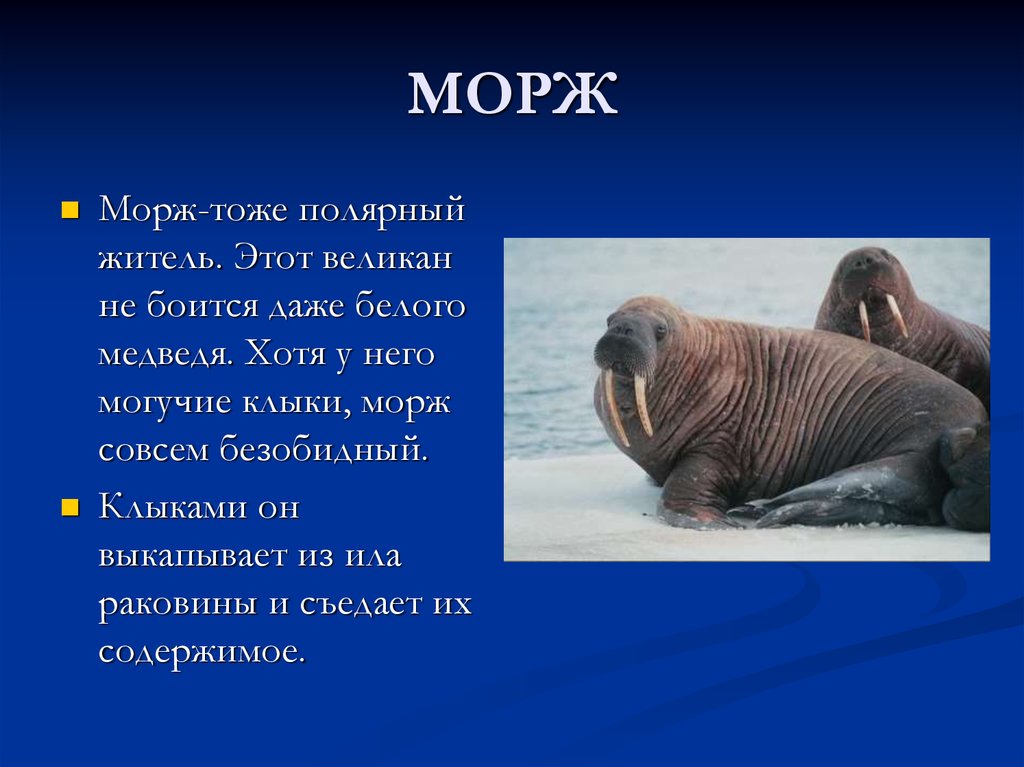 МОРЖ
Морж-тоже полярный
житель. Этот великан
не боится даже белого
медведя. Хотя у него
могучие клыки, морж
совсем безобидный.
Клыками он
выкапывает из ила
раковины и съедает их
содержимое.